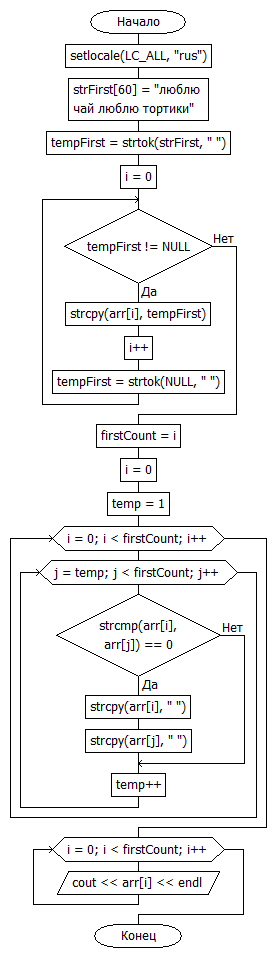 Начало
setlocale(LC_ALL, "rus")
strFirst[60] = "люблю
чай люблю тортики"
tempFirst = strtok(strFirst, " ")
i = 0
tempFirst != NULL
Нет
Да
strcpy(arr[i], tempFirst)
i++
tempFirst = strtok(NULL, " ")
firstCount = i
i = 0
temp = 1
i = 0; i < firstCount; i++
j = temp; j < firstCount; j++
strcmp(arr[i],
arr[j]) == 0
Нет
Да
strcpy(arr[i], " ")
strcpy(arr[j], " ")
temp++
i = 0; i < firstCount; i++
cout << arr[i] << endl
Конец